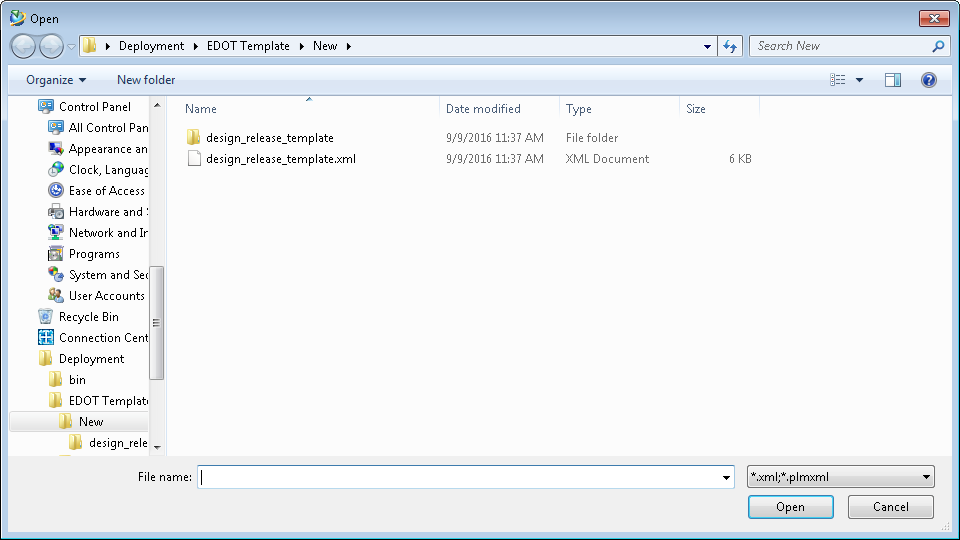 Open
Deployment EDOT Template New
Search New
Organize New folder
Name Date modified Type Size
design_release_template 9/9/2016 11:37 AM File folder
design_release_template.xml 9/9/2016 11:37 AM XML Document 6 KB
Control Panel
All Control Pan
Appearance an
Clock, Languag
Ease of Access
Hardware and S
Network and In
Programs
System and Sec
User Accounts
Recycle Bin
Connection Cent
Deployment
bin
EDOT Template
New
design_rele
File name:
*.xml;*.plmxml
Open Cancel